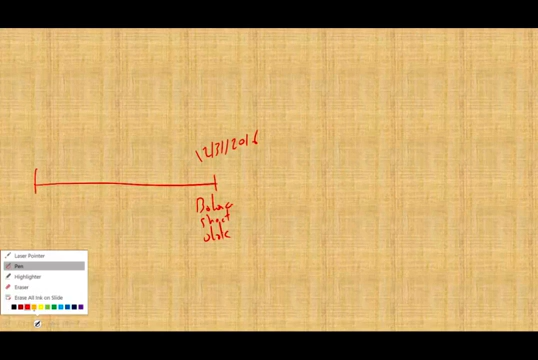 12/31/2016
Balance
sheet
date
Laser Pointer
Pen
Highlighter
Eraser
Erase All Ink on Slide